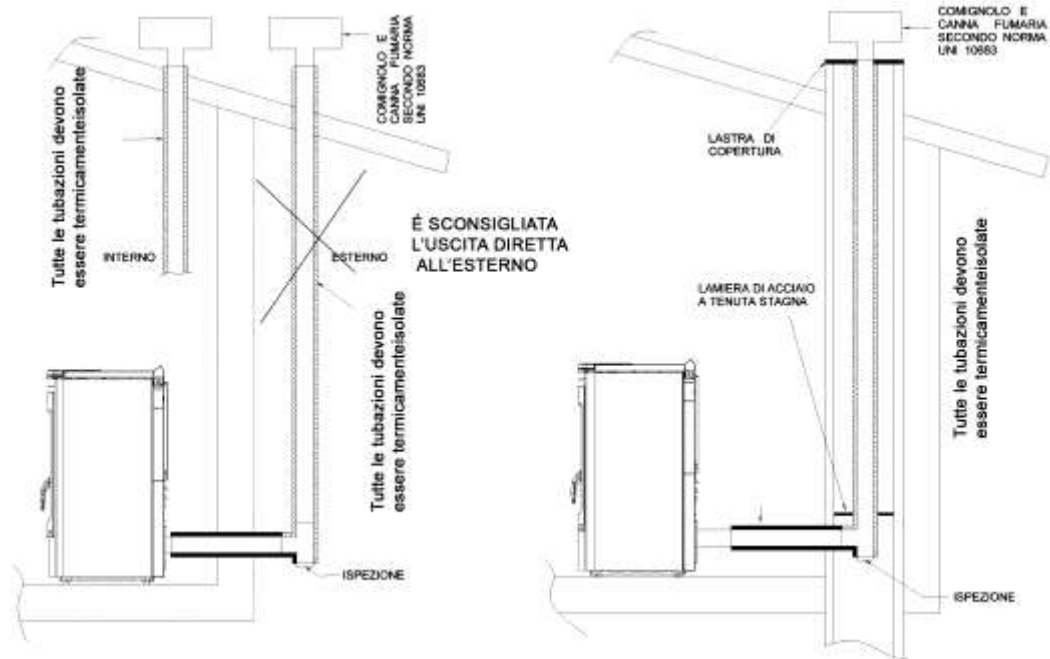 COMIGNOLO E
CANNA FUMARIA
SECONDO NORMA
UNI 10683
Tutte le tubazioni devono
essere termicamenteisolate
INTERNO
ESTERNO
É SCONSIGLIATA
L'USCITA DIRETTA
ALL'ESTERNO
Tutte le tubazioni devono
essere termicamenteisolate
ISPEZIONE
COMIGNOLO E
CANNA FUMARIA
SECONDO NORMA
UNI 10683
LASTRA DI
COPERTURA
LAMIERA DI ACCIAIO
A TENUTA STAGNA
Tutte le tubazioni devono
essere termicamenteisolate
ISPEZIONE